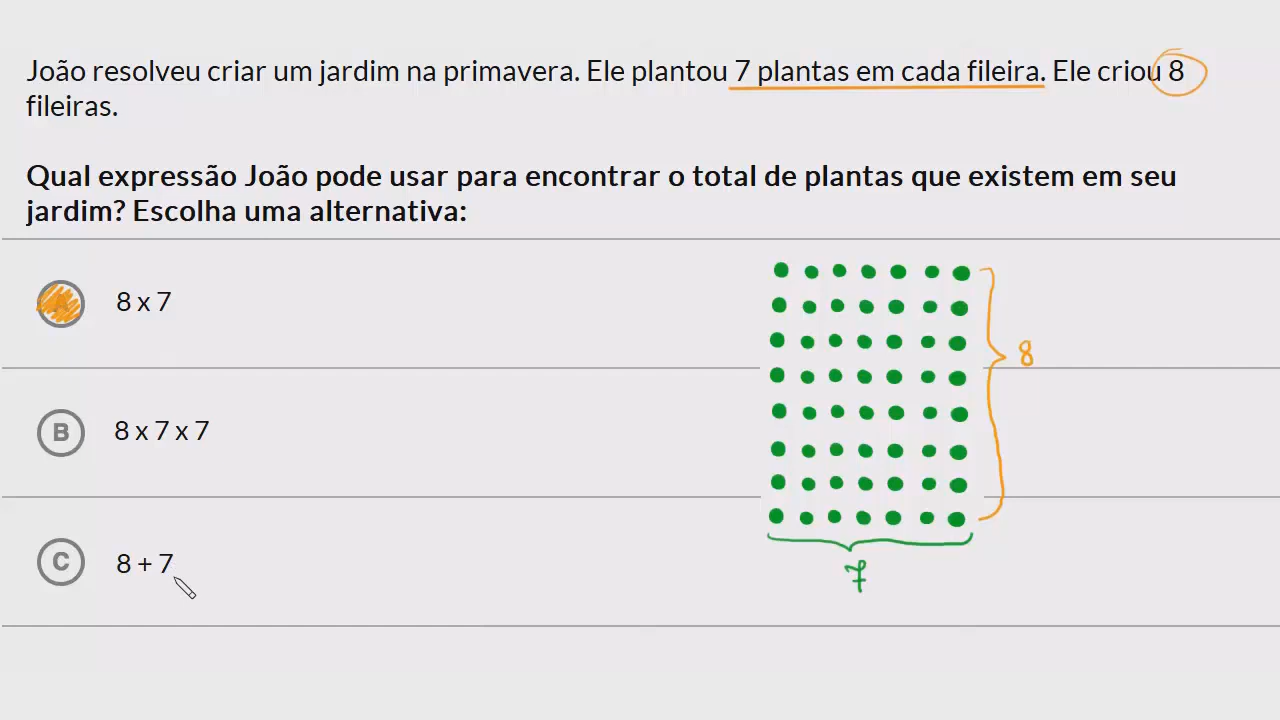 João resolveu criar um jardim na primavera. Ele plantou 7 plantas em cada fileira. Ele criou 8
fileiras.
Qual expressão João pode usar para encontrar o total de plantas que existem em seu
jardim? Escolha uma alternativa:
A 8 x 7
8
B 8 x 7 x 7
C 8 + 7
7